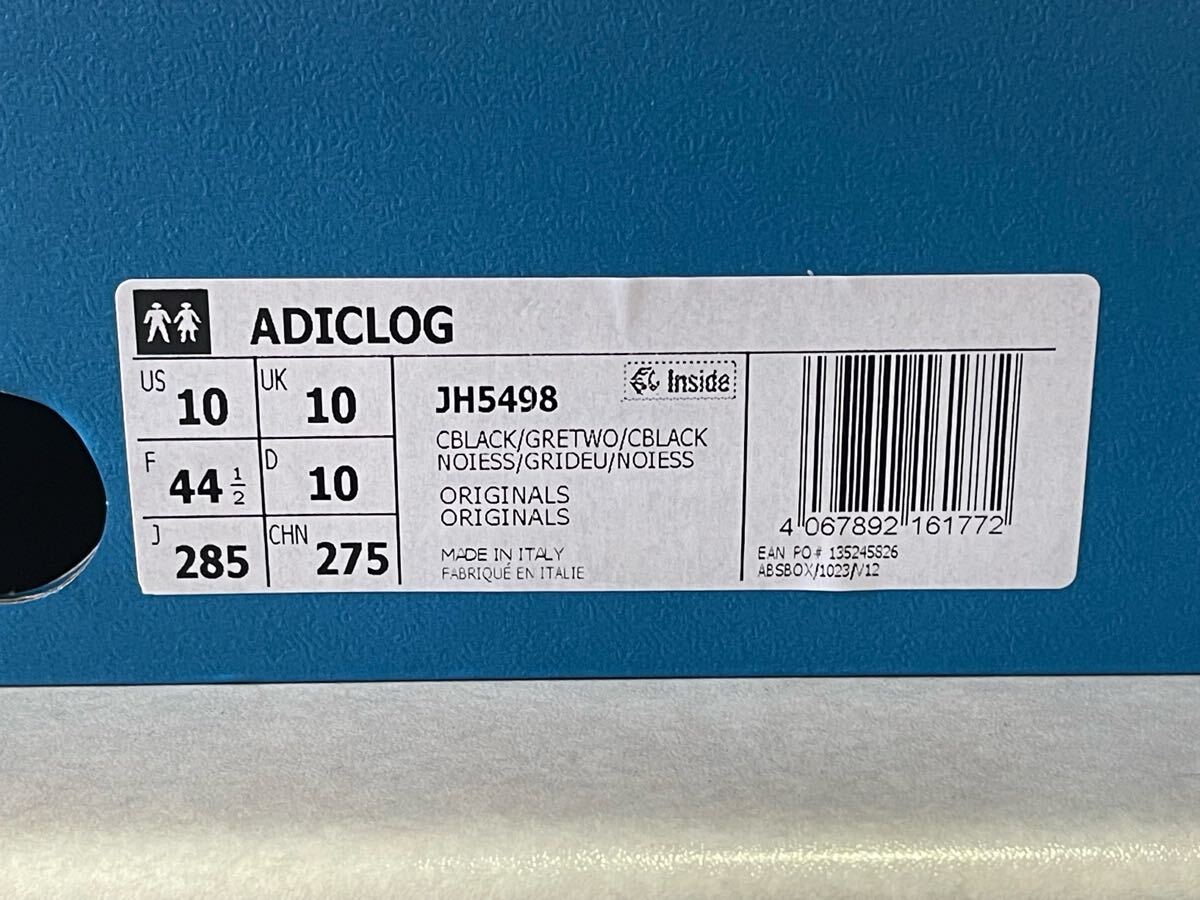 ADICLOG
US 10 UK 10
F 44 1/2 D 10
J 285 CHN 275
JH5498
Inside
CBLACK/GRETWO/CBLACK
NOIESS/GRIDEU/NOIESS
ORIGINALS
ORIGINALS
MADE IN ITALY
FABRIQUÉ EN ITALIE
4 067892 161772
EAN PO# 135245826
ABSBOX/1023/V12